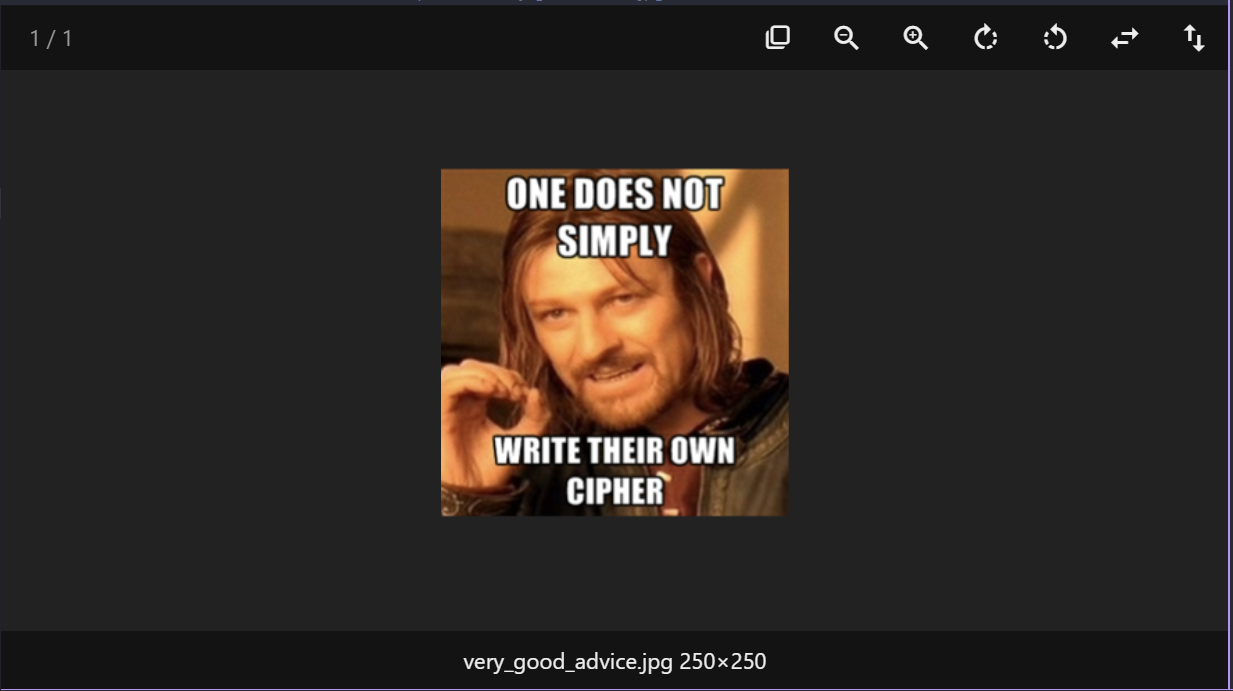 1 / 1
ONE DOES NOT
SIMPLY
WRITE THEIR OWN
CIPHER
very_good_advice.jpg 250×250